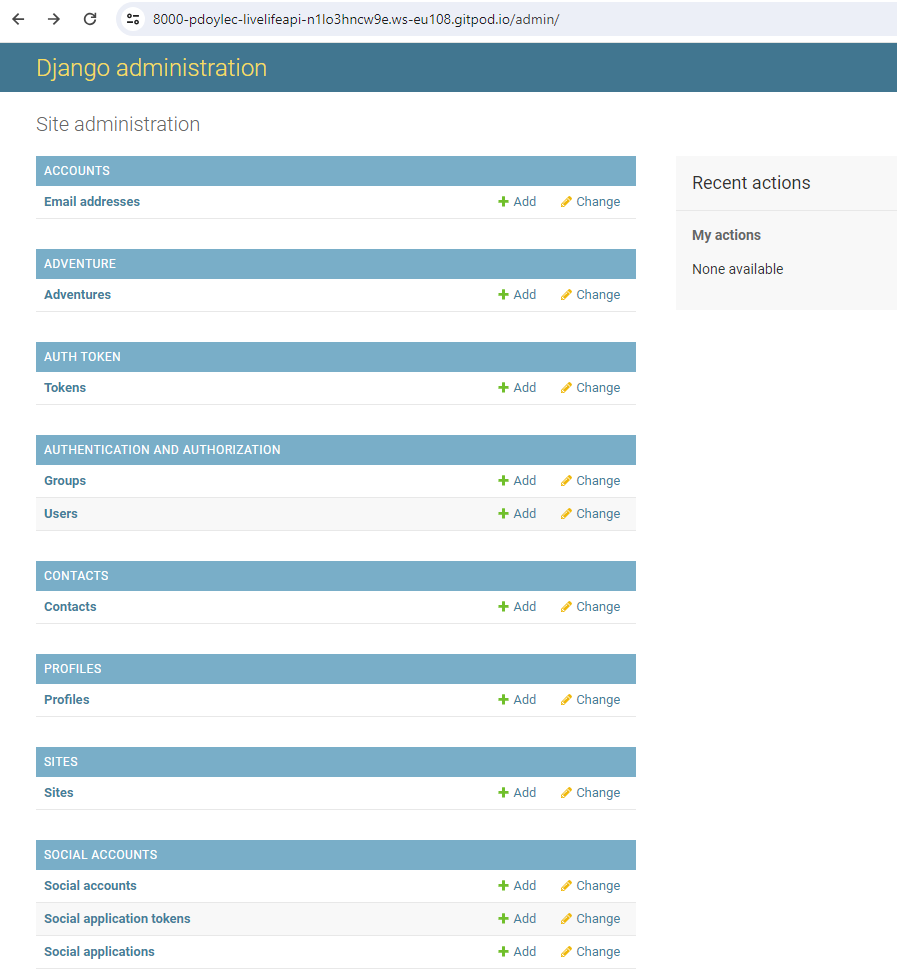 8000-pdoylec-livelifeapi-n1lo3hncw9e.ws-eu108.gitpod.io/admin/
Django administration
Site administration
ACCOUNTS
Email addresses Add Change
ADVENTURE
Adventures Add Change
AUTH TOKEN
Tokens Add Change
AUTHENTICATION AND AUTHORIZATION
Groups Add Change
Users Add Change
CONTACTS
Contacts Add Change
PROFILES
Profiles Add Change
SITES
Sites Add Change
SOCIAL ACCOUNTS
Social accounts Add Change
Social application tokens Add Change
Social applications Add Change
Recent actions
My actions
None available